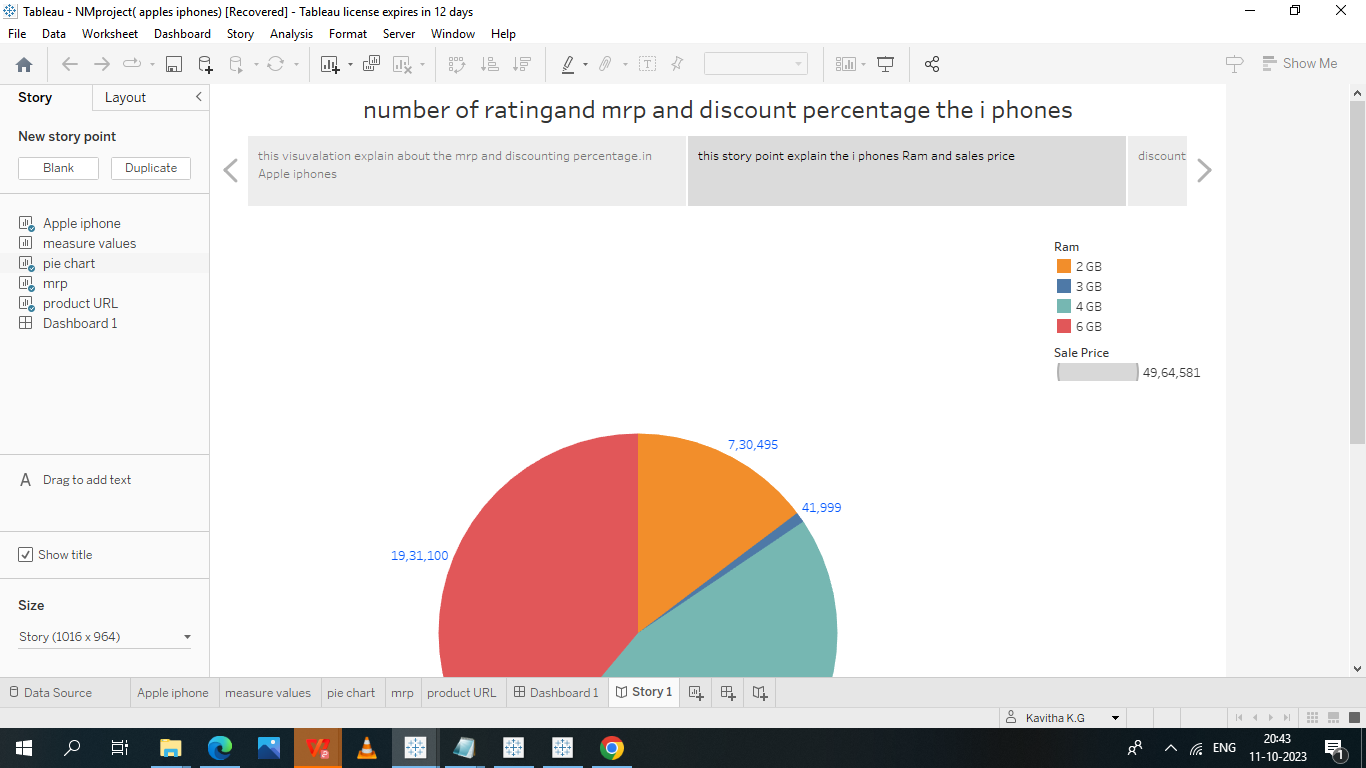 Tableau - NMproject( apples iphones) [Recovered] - Tableau license expires in 12 days
File Data Worksheet Dashboard Story Analysis Format Server Window Help
Show Me
Story Layout
New story point
Blank Duplicate
Apple iphone
measure values
pie chart
mrp
product URL
Dashboard 1
A Drag to add text
Show title
Size
Story (1016 x 964)
number of ratingand mrp and discount percentage the i phones
this visuvalation explain about the mrp and discounting percentage.in
Apple iphones
this story point explain the i phones Ram and sales price
discount
Ram
2 GB
3 GB
4 GB
6 GB
Sale Price
49,64,581
7,30,495
41,999
19,31,100
Data Source Apple iphone measure values pie chart mrp product URL Dashboard 1 Story 1
Kavitha K.G
ENG
20:43
11-10-2023
1